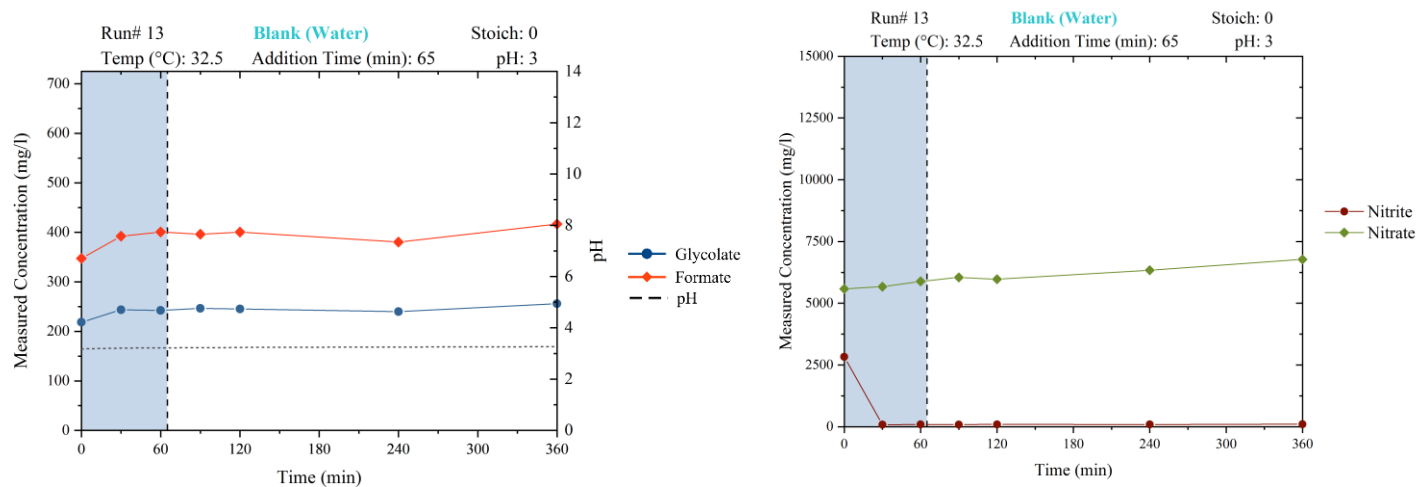 Run# 13 Blank (Water) Stoich: 0
Temp (°C): 32.5 Addition Time (min): 65 pH: 3
700
600
500
400
300
200
100
0
14
12
10
8
6
4
2
0
0 60 120 180 240 300 360
Measured Concentration (mg/l)
pH
Time (min)
Glycolate
Formate
pH
Run# 13 Blank (Water) Stoich: 0
Temp (°C): 32.5 Addition Time (min): 65 pH: 3
15000
12500
10000
7500
5000
2500
0
0 60 120 180 240 300 360
Measured Concentration (mg/l)
Time (min)
Nitrite
Nitrate